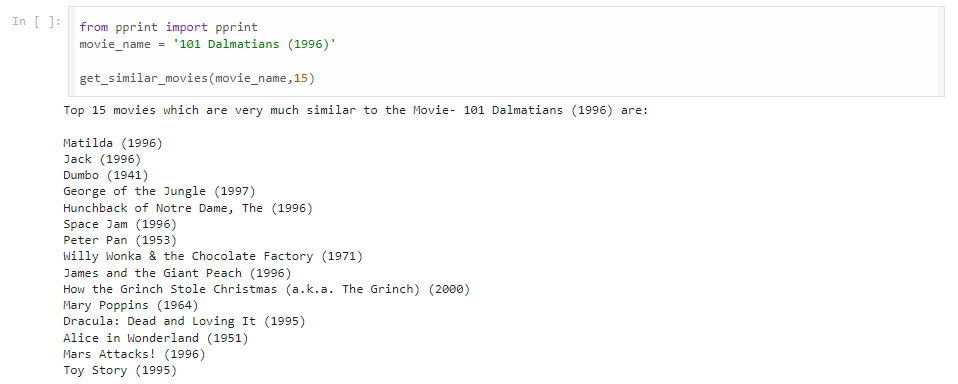 In [ ]:
from pprint import pprint
movie_name = '101 Dalmatians (1996)'
get_similar_movies(movie_name,15)
Top 15 movies which are very much similar to the Movie- 101 Dalmatians (1996) are:
Matilda (1996)
Jack (1996)
Dumbo (1941)
George of the Jungle (1997)
Hunchback of Notre Dame, The (1996)
Space Jam (1996)
Peter Pan (1953)
Willy Wonka & the Chocolate Factory (1971)
James and the Giant Peach (1996)
How the Grinch Stole Christmas (a.k.a. The Grinch) (2000)
Mary Poppins (1964)
Dracula: Dead and Loving It (1995)
Alice in Wonderland (1951)
Mars Attacks! (1996)
Toy Story (1995)